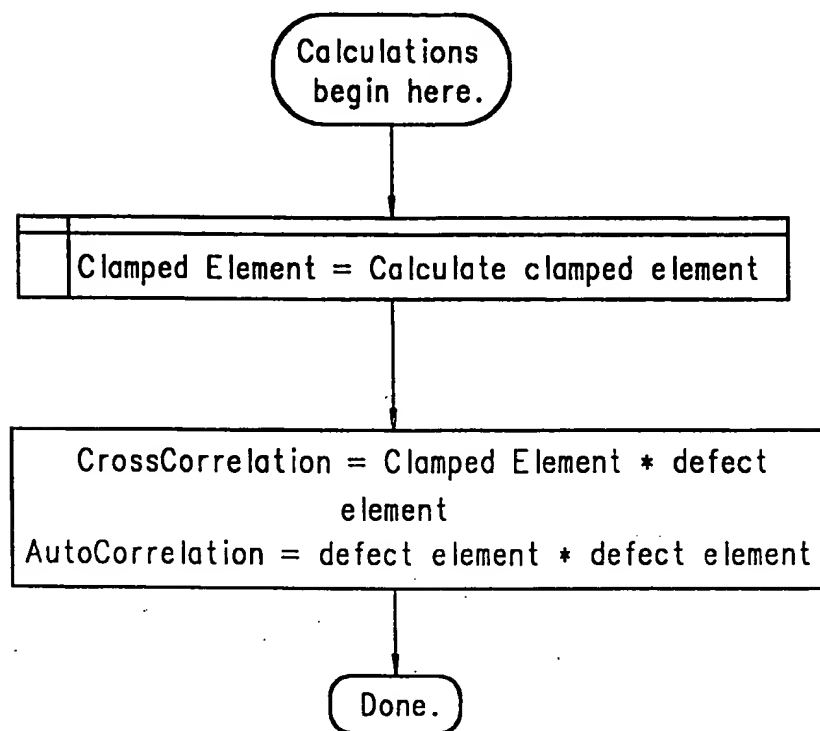 Calculations
begin here.
Clamped Element = Calculate clamped element
CrossCorrelation = Clamped Element * defect
element
AutoCorrelation = defect element * defect element
Done.